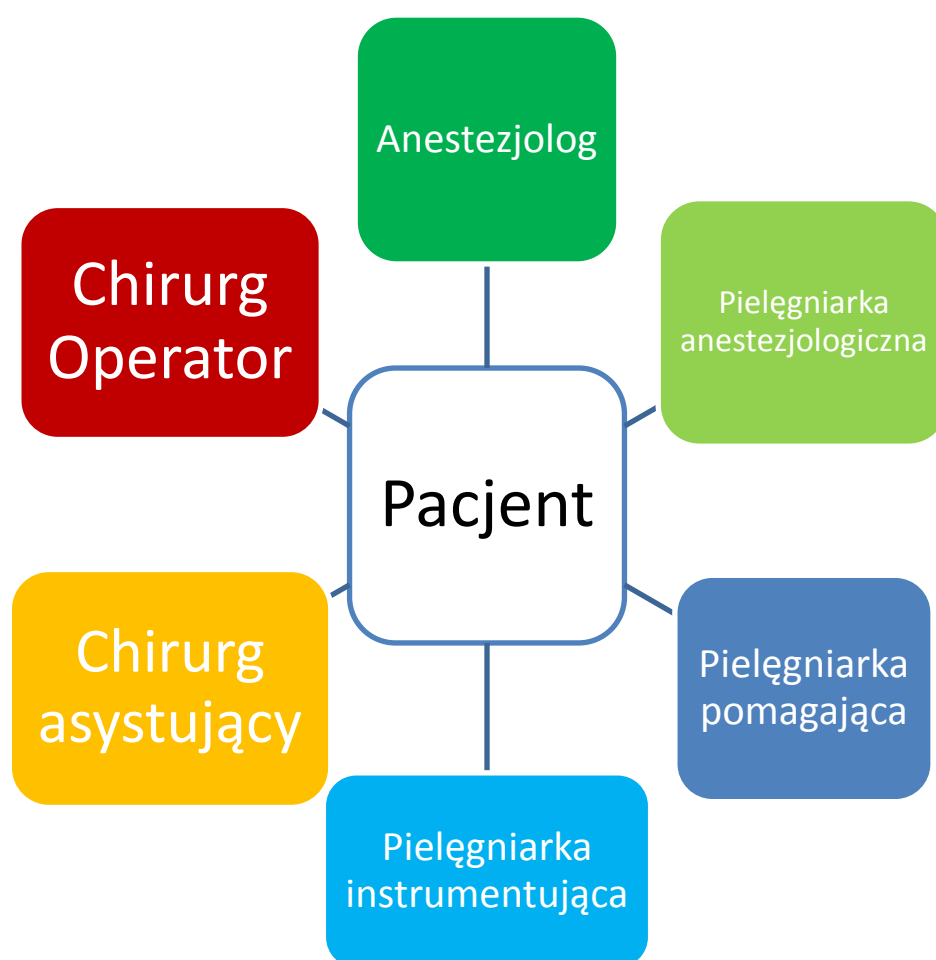 Anestezjolog
Chirurg
Operator
Pielęgniarka
anestezjologiczna
Pacjent
Chirurg
asystujący
Pielęgniarka
pomagająca
Pielęgniarka
instrumentująca